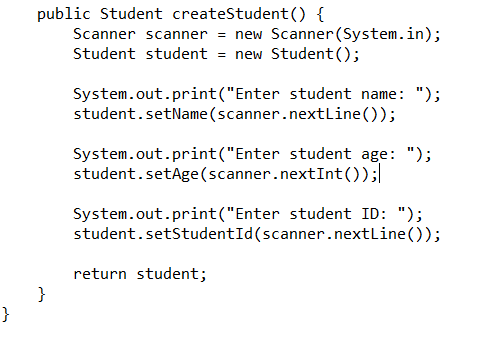 public Student createStudent() {
Scanner scanner = new Scanner(System.in);
Student student = new Student();
System.out.print("Enter student name: ");
student.setName(scanner.nextLine());
System.out.print("Enter student age: ");
student.setAge(scanner.nextInt());
System.out.print("Enter student ID: ");
student.setStudentId(scanner.nextLine());
return student;
}
}